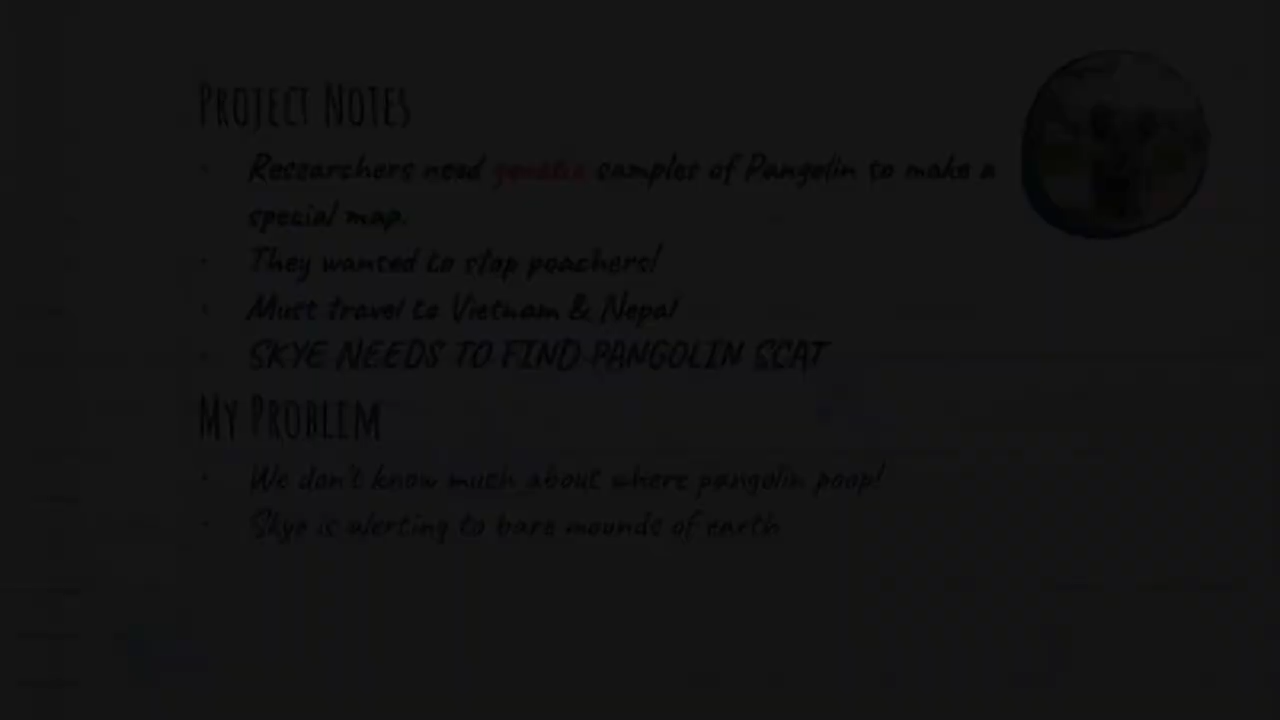 PROJECT NOTES
• Researchers need genetic samples of Pangolin to make a
special map.
• They wanted to stop poachers!
• Must travel to Vietnam & Nepal
• SKYE NEEDS TO FIND PANGOLIN SCAT
MY PROBLEM
• We don't know much about where pangolin poop!
• Skye is alerting to bare mounds of earth